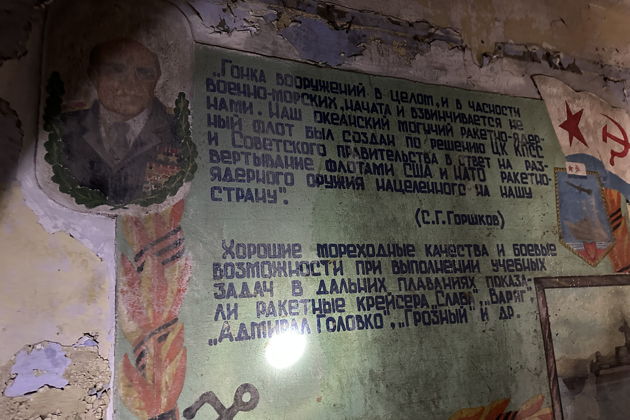 „Гонка вооружений в целом, и в часности
военно-морских, начата и взвинчивается не
нами. Наш океанский могучий ракетно-ядер-
ный флот был создан по решению ЦК КПСС
и Советского правительства в ответ на раз-
вертывание флотами США и НАТО ракетно-
ядерного оружия нацеленного на нашу
страну".
(С.Г.Горшков)
Хорошие мореходные качества и боевые
возможности при выполнении учебных
задач в дальних плаваниях показа-
ли ракетные крейсера „Слава", „Варяг",
„Адмирал Головко", „Грозный" и др.